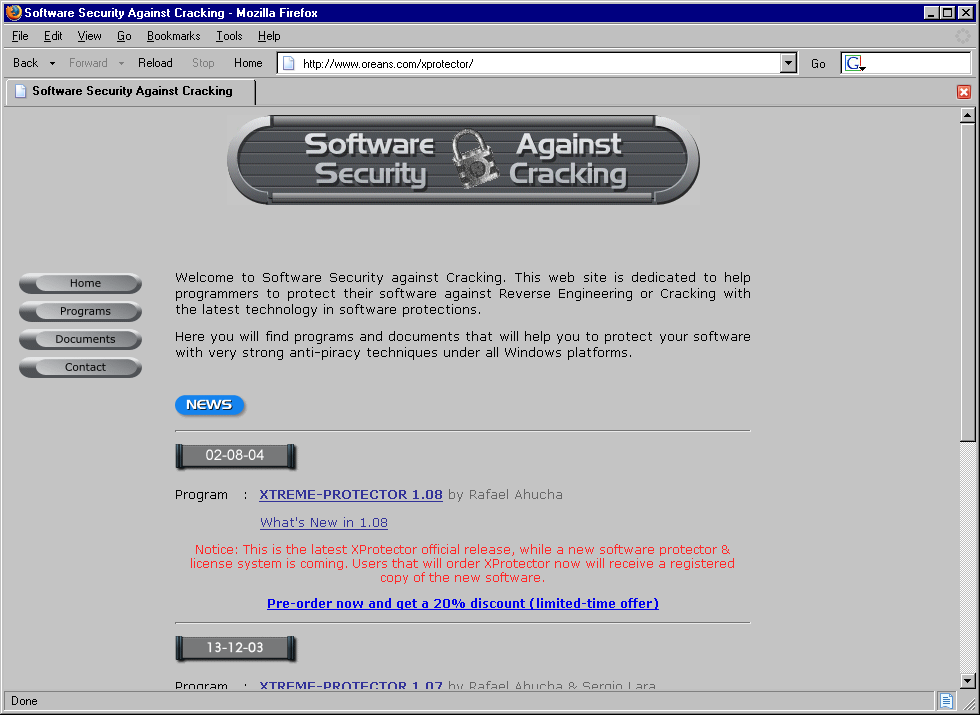 Software Security Against Cracking - Mozilla Firefox
File Edit View Go Bookmarks Tools Help
Back Forward Reload Stop Home http://www.oreans.com/xprotector/ Go G
Software Security Against Cracking
Software Against
Security Cracking
Home
Programs
Documents
Contact
Welcome to Software Security against Cracking. This web site is dedicated to help
programmers to protect their software against Reverse Engineering or Cracking with
the latest technology in software protections.
Here you will find programs and documents that will help you to protect your software
with very strong anti-piracy techniques under all Windows platforms.
NEWS
02-08-04
Program : XTREME-PROTECTOR 1.08 by Rafael Ahucha
What's New in 1.08
Notice: This is the latest XProtector official release, while a new software protector &
license system is coming. Users that will order XProtector now will receive a registered
copy of the new software.
Pre-order now and get a 20% discount (limited-time offer)
13-12-03
Program : XTREME-PROTECTOR 1.07 by Rafael Ahucha & Sergio Lara
Done